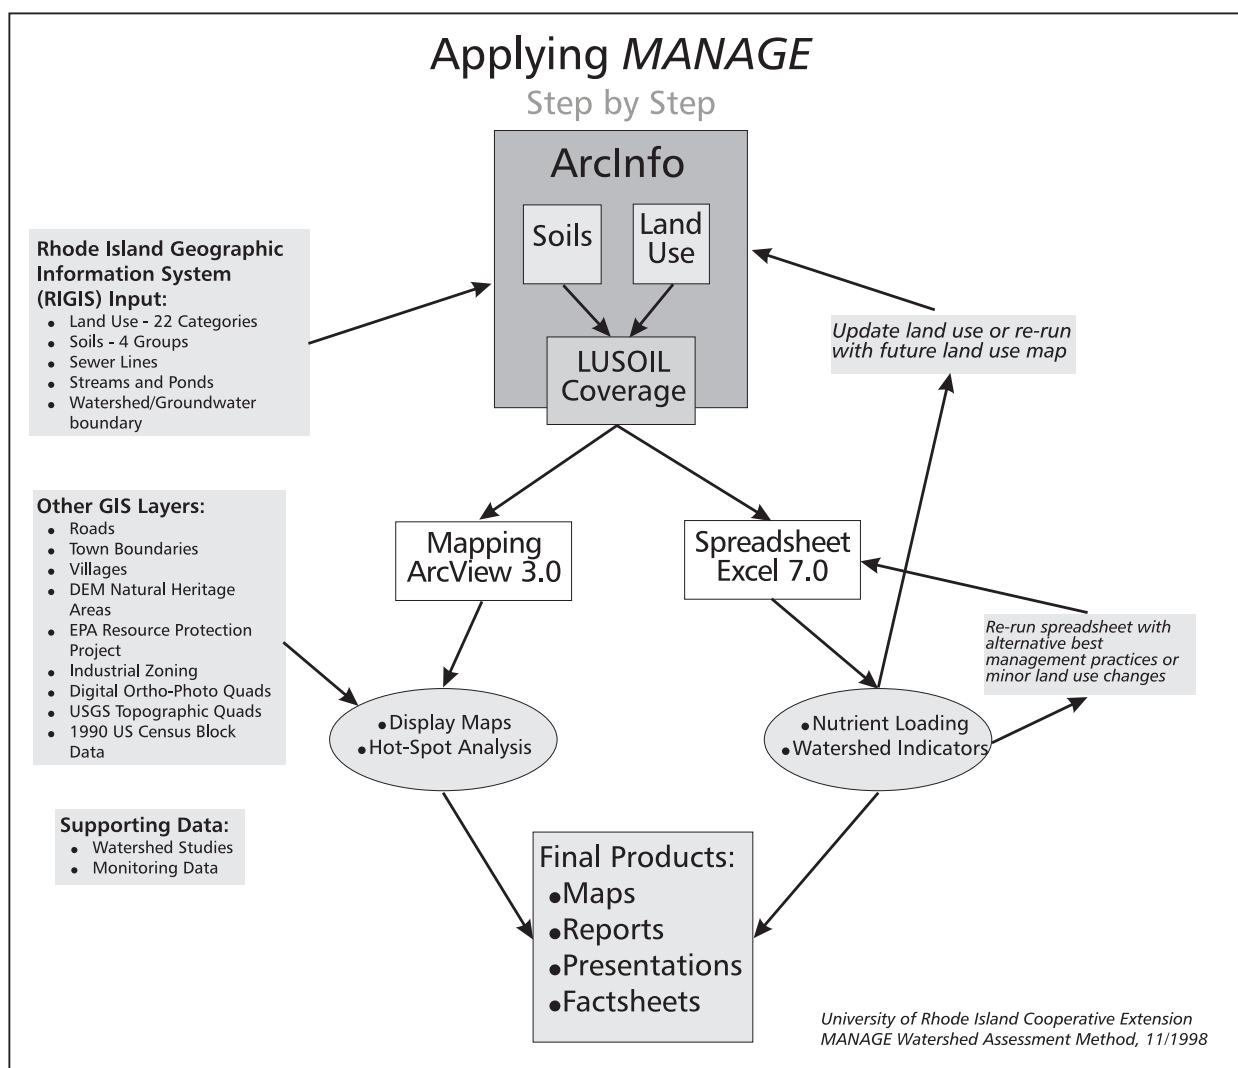 Applying MANAGE
Step by Step
ArcInfo
Soils
Land
Use
LUSOIL
Coverage
Rhode Island Geographic
Information System
(RIGIS) Input:
• Land Use - 22 Categories
• Soils - 4 Groups
• Sewer Lines
• Streams and Ponds
• Watershed/Groundwater
boundary
Update land use or re-run
with future land use map
Other GIS Layers:
• Roads
• Town Boundaries
• Villages
• DEM Natural Heritage
Areas
• EPA Resource Protection
Project
• Industrial Zoning
• Digital Ortho-Photo Quads
• USGS Topographic Quads
• 1990 US Census Block
Data
Mapping
ArcView 3.0
Spreadsheet
Excel 7.0
Re-run spreadsheet with
alternative best
management practices or
minor land use changes
• Display Maps
• Hot-Spot Analysis
• Nutrient Loading
• Watershed Indicators
Supporting Data:
• Watershed Studies
• Monitoring Data
Final Products:
• Maps
• Reports
• Presentations
• Factsheets
University of Rhode Island Cooperative Extension
MANAGE Watershed Assessment Method, 11/1998